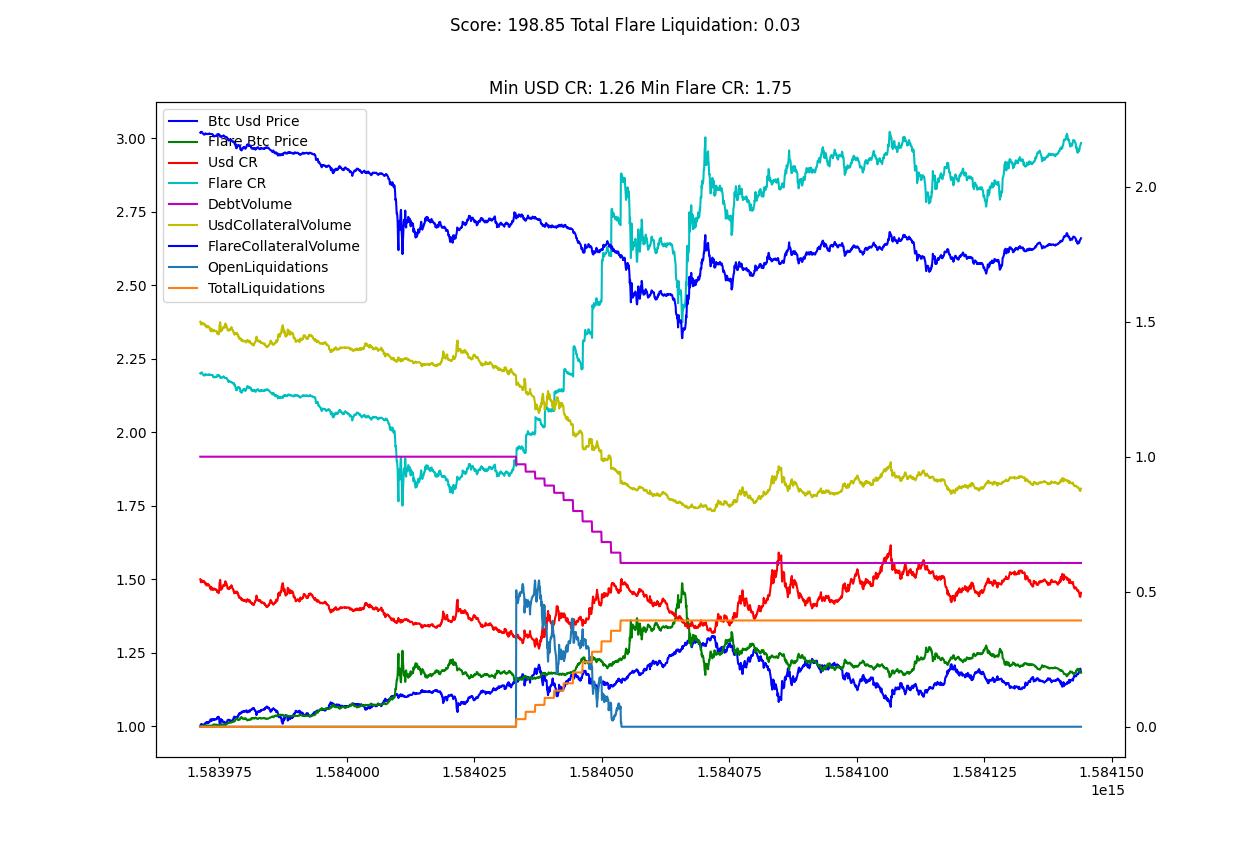 Score: 198.85 Total Flare Liquidation: 0.03
Min USD CR: 1.26 Min Flare CR: 1.75
Btc Usd Price
Flare Btc Price
Usd CR
Flare CR
DebtVolume
UsdCollateralVolume
FlareCollateralVolume
OpenLiquidations
TotalLiquidations
3.00
2.75
2.50
2.25
2.00
1.75
1.50
1.25
1.00
2.0
1.5
1.0
0.5
0.0
1.583975 1.584000 1.584025 1.584050 1.584075 1.584100 1.584125 1.584150
1e15